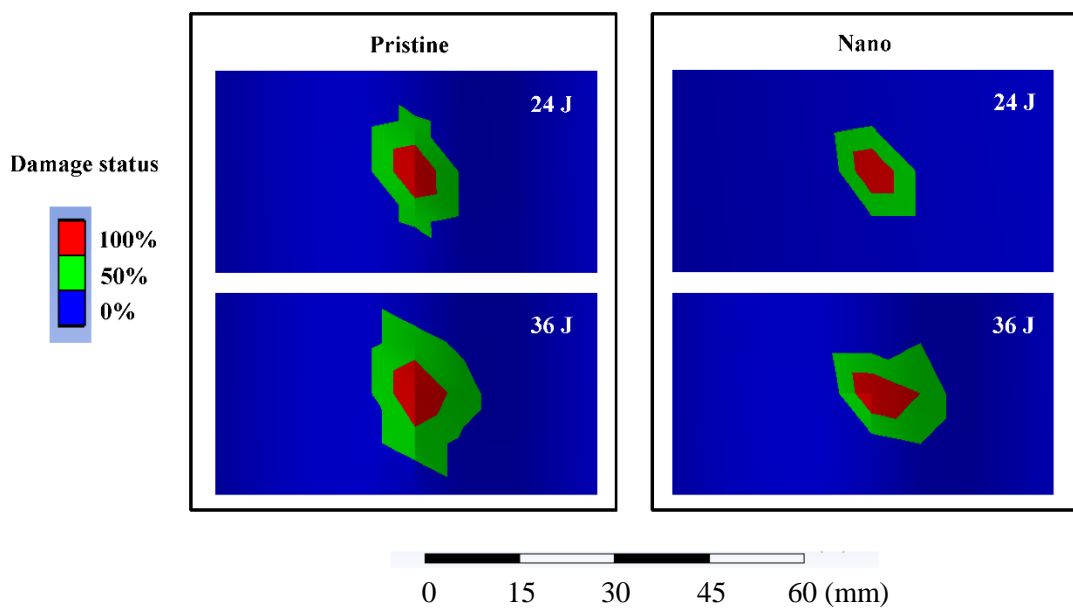 Pristine
Nano
24 J
24 J
Damage status
100%
50%
0%
36 J
36 J
0 15 30 45 60 (mm)